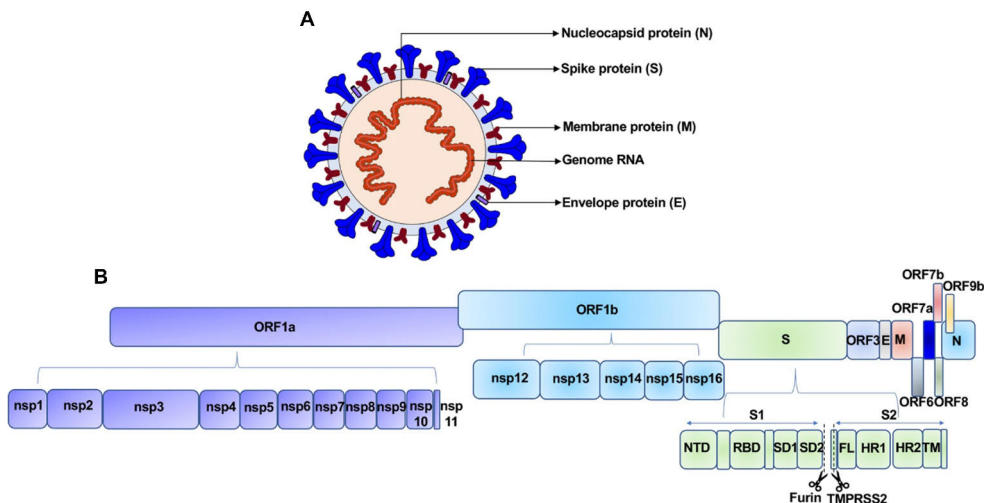 A
Nucleocapsid protein (N)
Spike protein (S)
Membrane protein (M)
Genome RNA
Envelope protein (E)
B
ORF1a
ORF1b
S
ORF3
E
M
ORF7a
ORF7b
ORF9b
N
ORF6
ORF8
nsp1
nsp2
nsp3
nsp4
nsp5
nsp6
nsp7
nsp8
nsp9
nsp
10
nsp
11
nsp12
nsp13
nsp14
nsp15
nsp16
S1
S2
NTD
RBD
SD1
SD2
FL
HR1
HR2
TM
Furin
TMPRSS2